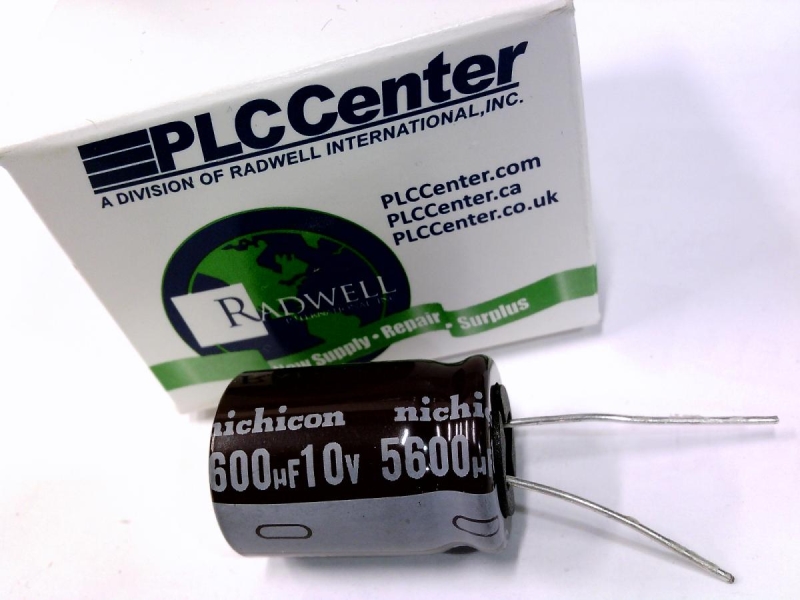 PLCCenter
A DIVISION OF RADWELL INTERNATIONAL, INC.
PLCCenter.com
PLCCenter.ca
PLCCenter.co.uk
RADWELL
New Supply • Repair • Surplus
nichicon nichi
600µF10V 5600µ